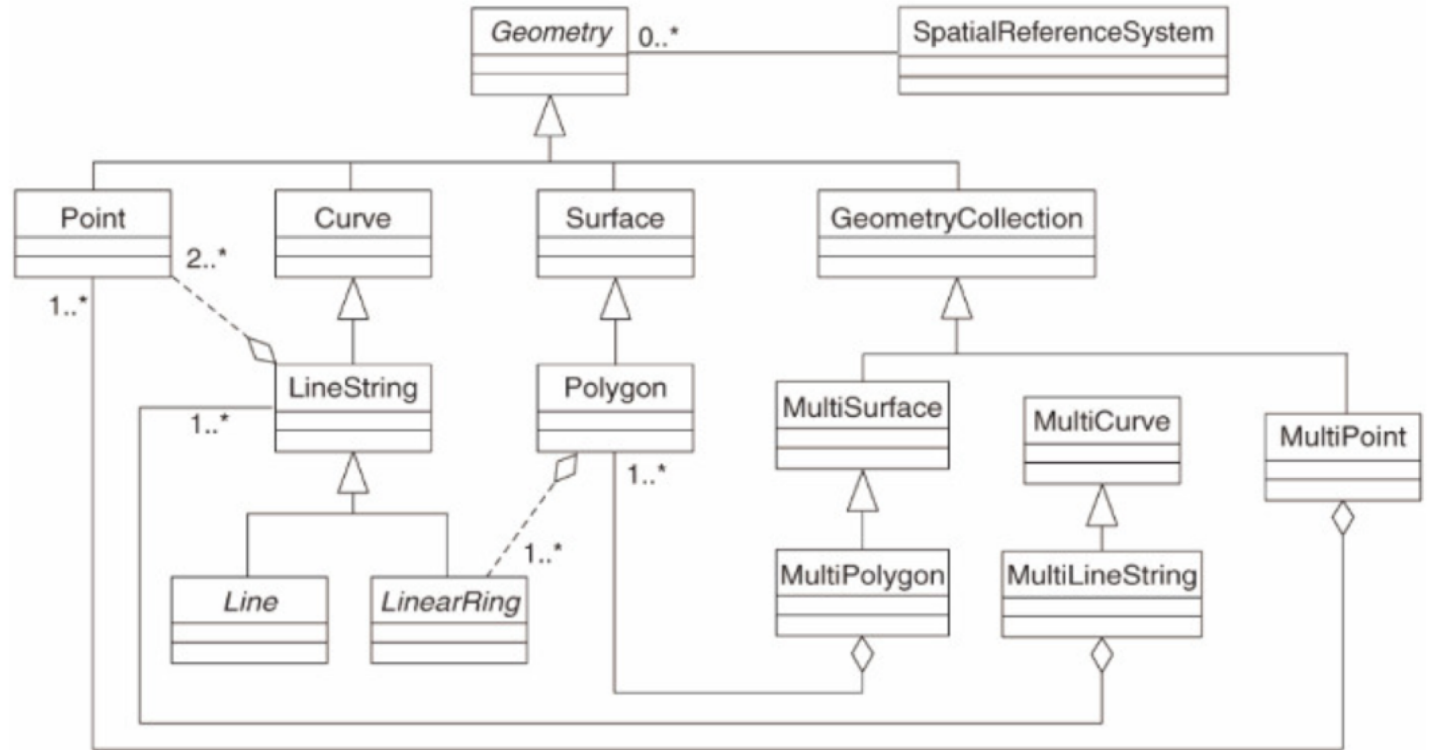 Geometry
0..*
SpatialReferenceSystem
Point
Curve
Surface
GeometryCollection
2..*
1..*
LineString
Polygon
MultiSurface
MultiCurve
MultiPoint
1..*
1..*
1..*
MultiPolygon
MultiLineString
Line
LinearRing